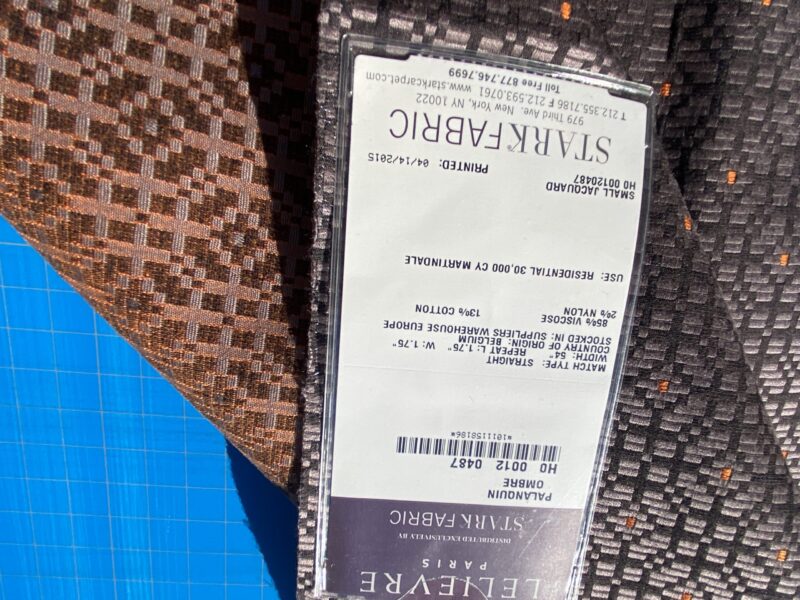 LELIEVRE
PARIS
DISTRIBUTED EXCLUSIVELY BY
STARK FABRIC
PALANQUIN
OMBRE
H0 0012 0487
*1011158186*
MATCH TYPE: STRAIGHT
WIDTH: 54" REPEAT L: 1.75" W: 1.75"
COUNTRY OF ORIGIN: BELGIUM
STOCKED IN: SUPPLIERS WAREHOUSE EUROPE
85% VISCOSE 13% COTTON
2% NYLON
USE: RESIDENTIAL 30,000 CY MARTINDALE
SMALL JACQUARD
H0 00120487 PRINTED: 04/14/2015
STARK® FABRIC
979 Third Ave. New York, NY 10022
T 212.355.7186 F 212.593.0761 www.starkcarpet.com
Toll Free 877.746.7699